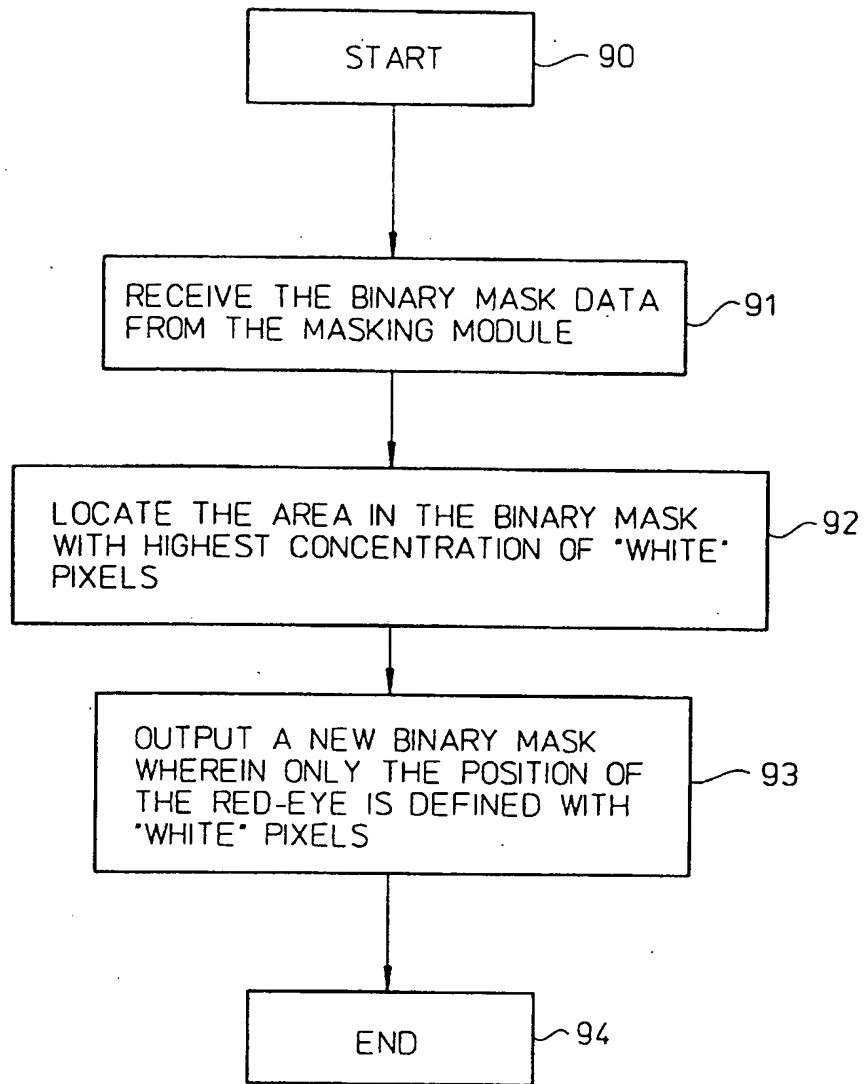 START
90
RECEIVE THE BINARY MASK DATA
FROM THE MASKING MODULE
91
LOCATE THE AREA IN THE BINARY MASK
WITH HIGHEST CONCENTRATION OF "WHITE"
PIXELS
92
OUTPUT A NEW BINARY MASK
WHEREIN ONLY THE POSITION OF
THE RED-EYE IS DEFINED WITH
"WHITE" PIXELS
93
END
94